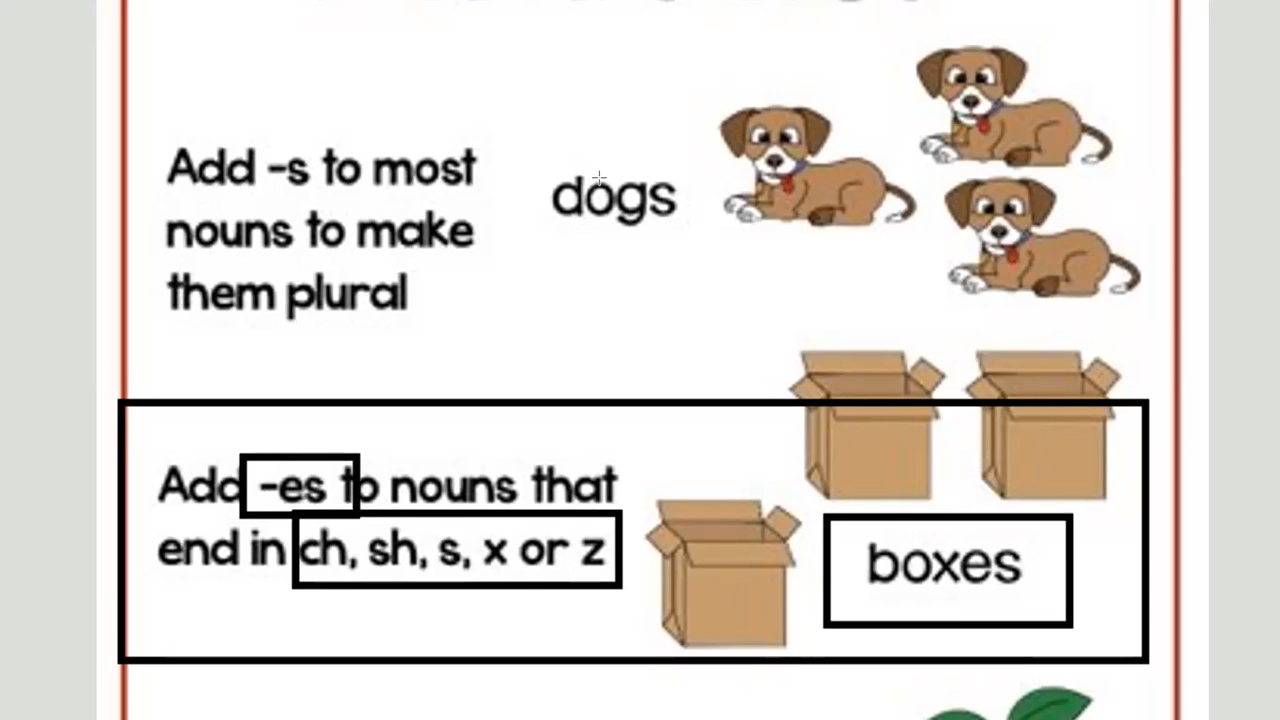 Add -s to most
nouns to make
them plural
dogs
Add -es to nouns that
end in ch, sh, s, x or z
boxes